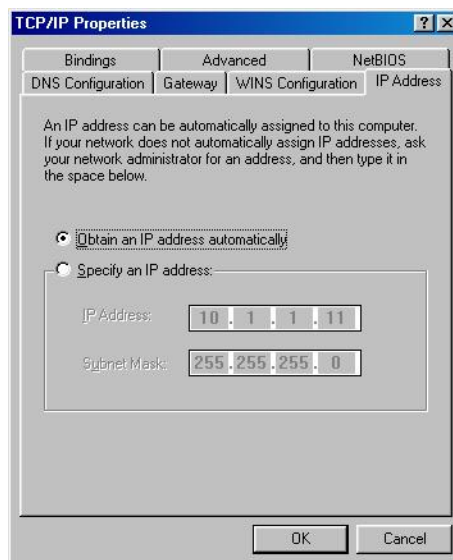 TCP/IP Properties
Bindings Advanced NetBIOS
DNS Configuration Gateway WINS Configuration IP Address
An IP address can be automatically assigned to this computer.
If your network does not automatically assign IP addresses, ask
your network administrator for an address, and then type it in
the space below.
Obtain an IP address automatically
Specify an IP address:
IP Address: 10 . 1 . 1 . 11
Subnet Mask: 255 . 255 . 255 . 0
OK Cancel